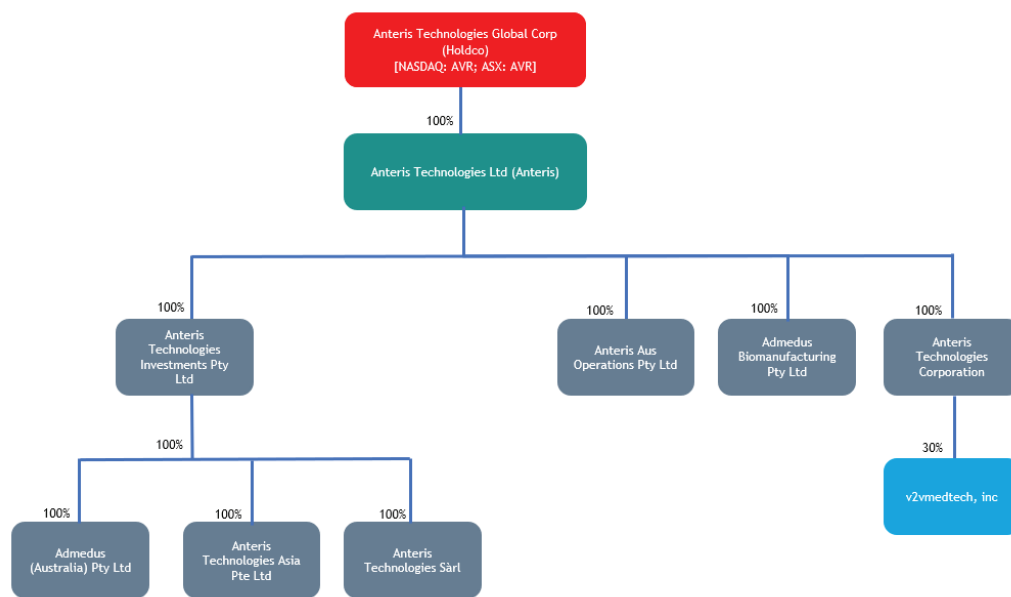 Anteris Technologies Global Corp
(Holdco)
[NASDAQ: AVR; ASX: AVR]
100%
Anteris Technologies Ltd (Anteris)
100%
100%
100%
100%
Anteris
Technologies
Investments Pty
Ltd
Anteris Aus
Operations Pty Ltd
Admedus
Biomanufacturing
Pty Ltd
Anteris
Technologies
Corporation
100%
30%
v2vmedtech, inc
100%
100%
100%
Admedus
(Australia) Pty Ltd
Anteris
Technologies Asia
Pte Ltd
Anteris
Technologies Sàrl